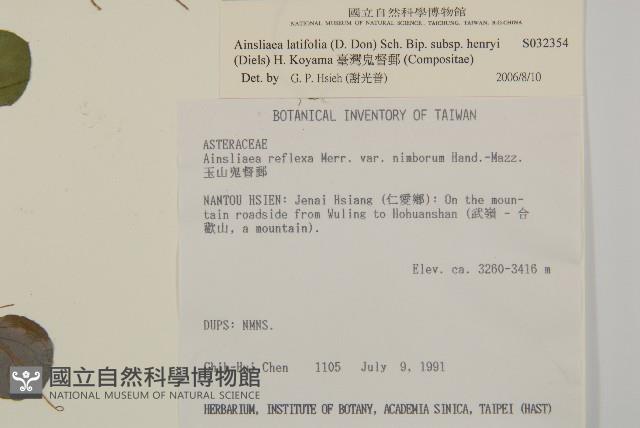 國立自然科學博物館
NATIONAL MUSEUM OF NATURAL SCIENCE, TAICHUNG, TAIWAN, R.O.CHINA
Ainsliaea latifolia (D. Don) Sch. Bip. subsp. henryi S032354
(Diels) H. Koyama 臺灣鬼督郵 (Compositae)
Det. by G. P. Hsieh (謝光普) 2006/8/10
BOTANICAL INVENTORY OF TAIWAN
ASTERACEAE
Ainsliaea reflexa Merr. var. nimborum Hand.-Mazz.
玉山鬼督郵
NANTOU HSIEN: Jenai Hsiang (仁愛鄉): On the moun-
tain roadside from Wuling to Hohuanshan (武嶺 - 合
歡山, a mountain).
Elev. ca. 3260-3416 m
DUPS: NMNS.
Chen 1105 July 9, 1991
國立自然科學博物館
NATIONAL MUSEUM OF NATURAL SCIENCE
HERBARIUM, INSTITUTE OF BOTANY, ACADEMIA SINICA, TAIPEI (HAST)